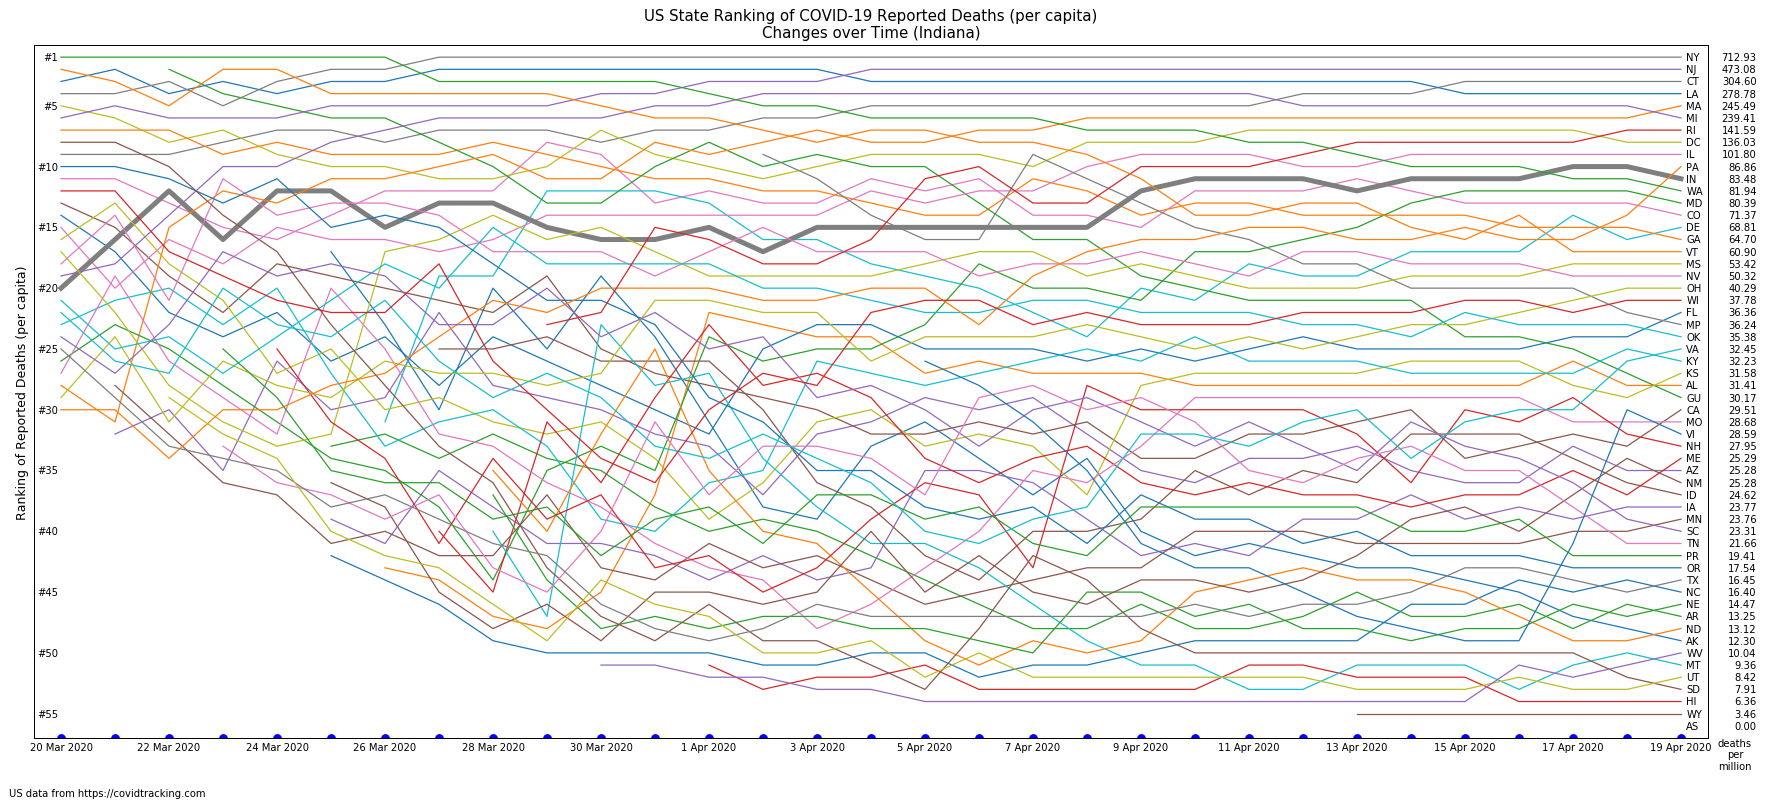 US State Ranking of COVID-19 Reported Deaths (per capita)
Changes over Time (Indiana)
Ranking of Reported Deaths (per capita)
#1
#5
#10
#15
#20
#25
#30
#35
#40
#45
#50
#55
NY 712.93
NJ 473.08
CT 304.60
LA 278.78
MA 245.49
MI 239.41
RI 141.59
DC 136.03
IL 101.80
PA 86.86
IN 83.48
WA 81.94
MD 80.39
CO 71.37
DE 68.81
GA 64.70
VT 60.90
MS 53.42
NV 50.32
OH 40.29
WI 37.78
FL 36.36
MP 36.24
OK 35.38
VA 32.45
KY 32.23
KS 31.58
AL 31.41
GU 30.17
CA 29.51
MO 28.68
VI 28.59
NH 27.95
ME 25.29
AZ 25.28
NM 25.28
ID 24.62
IA 23.77
MN 23.76
SC 23.31
TN 21.66
PR 19.41
OR 17.54
TX 16.45
NC 16.40
NE 14.47
AR 13.25
ND 13.12
AK 12.30
WV 10.04
MT 9.36
UT 8.42
SD 7.91
HI 6.36
WY 3.46
AS 0.00
20 Mar 2020 22 Mar 2020 24 Mar 2020 26 Mar 2020 28 Mar 2020 30 Mar 2020 1 Apr 2020 3 Apr 2020 5 Apr 2020 7 Apr 2020 9 Apr 2020 11 Apr 2020 13 Apr 2020 15 Apr 2020 17 Apr 2020 19 Apr 2020
deaths
per
million
US data from https://covidtracking.com